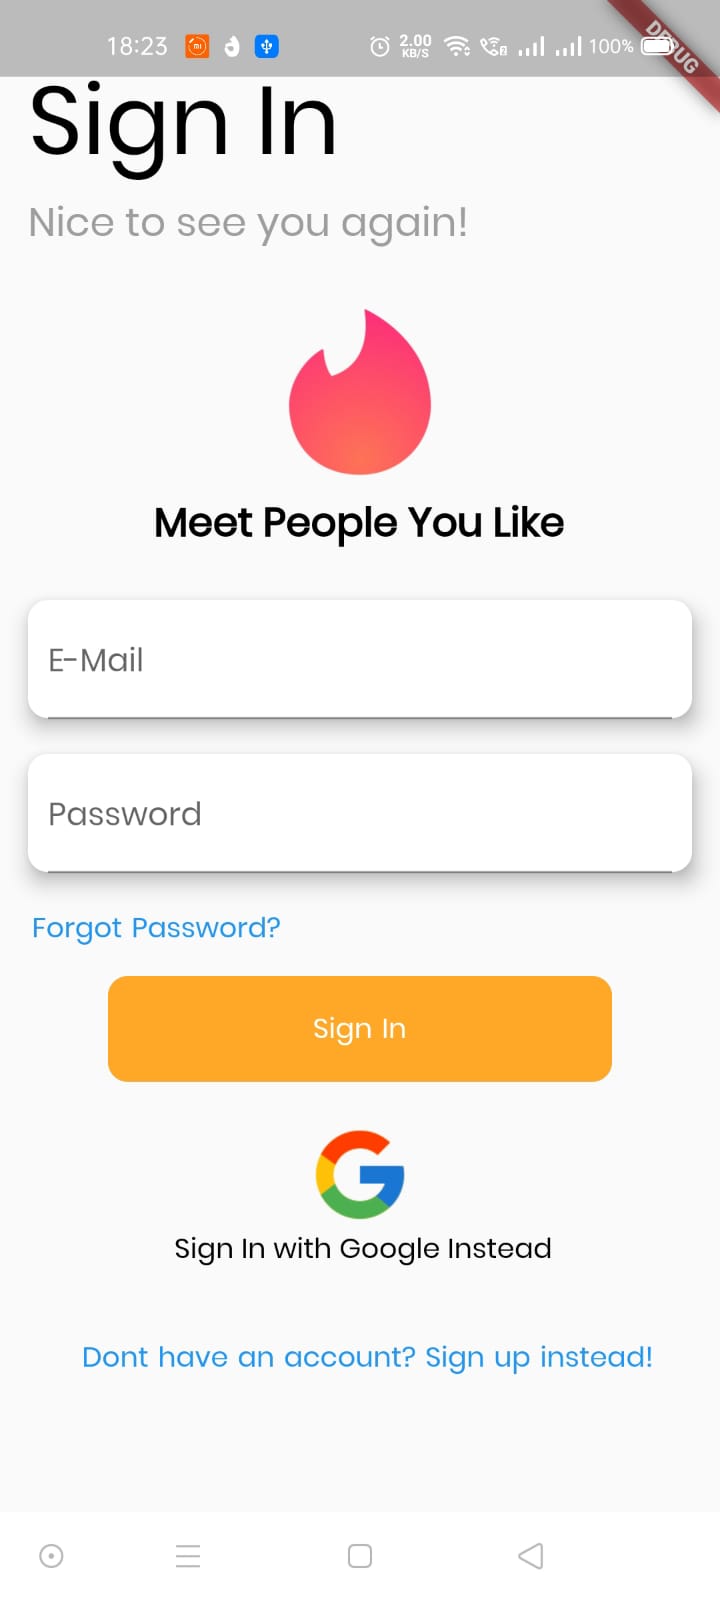 18:23 2.00 KB/S 100%
DEBUG
Sign In
Nice to see you again!
Meet People You Like
E-Mail
Password
Forgot Password?
Sign In
Sign In with Google Instead
Dont have an account? Sign up instead!